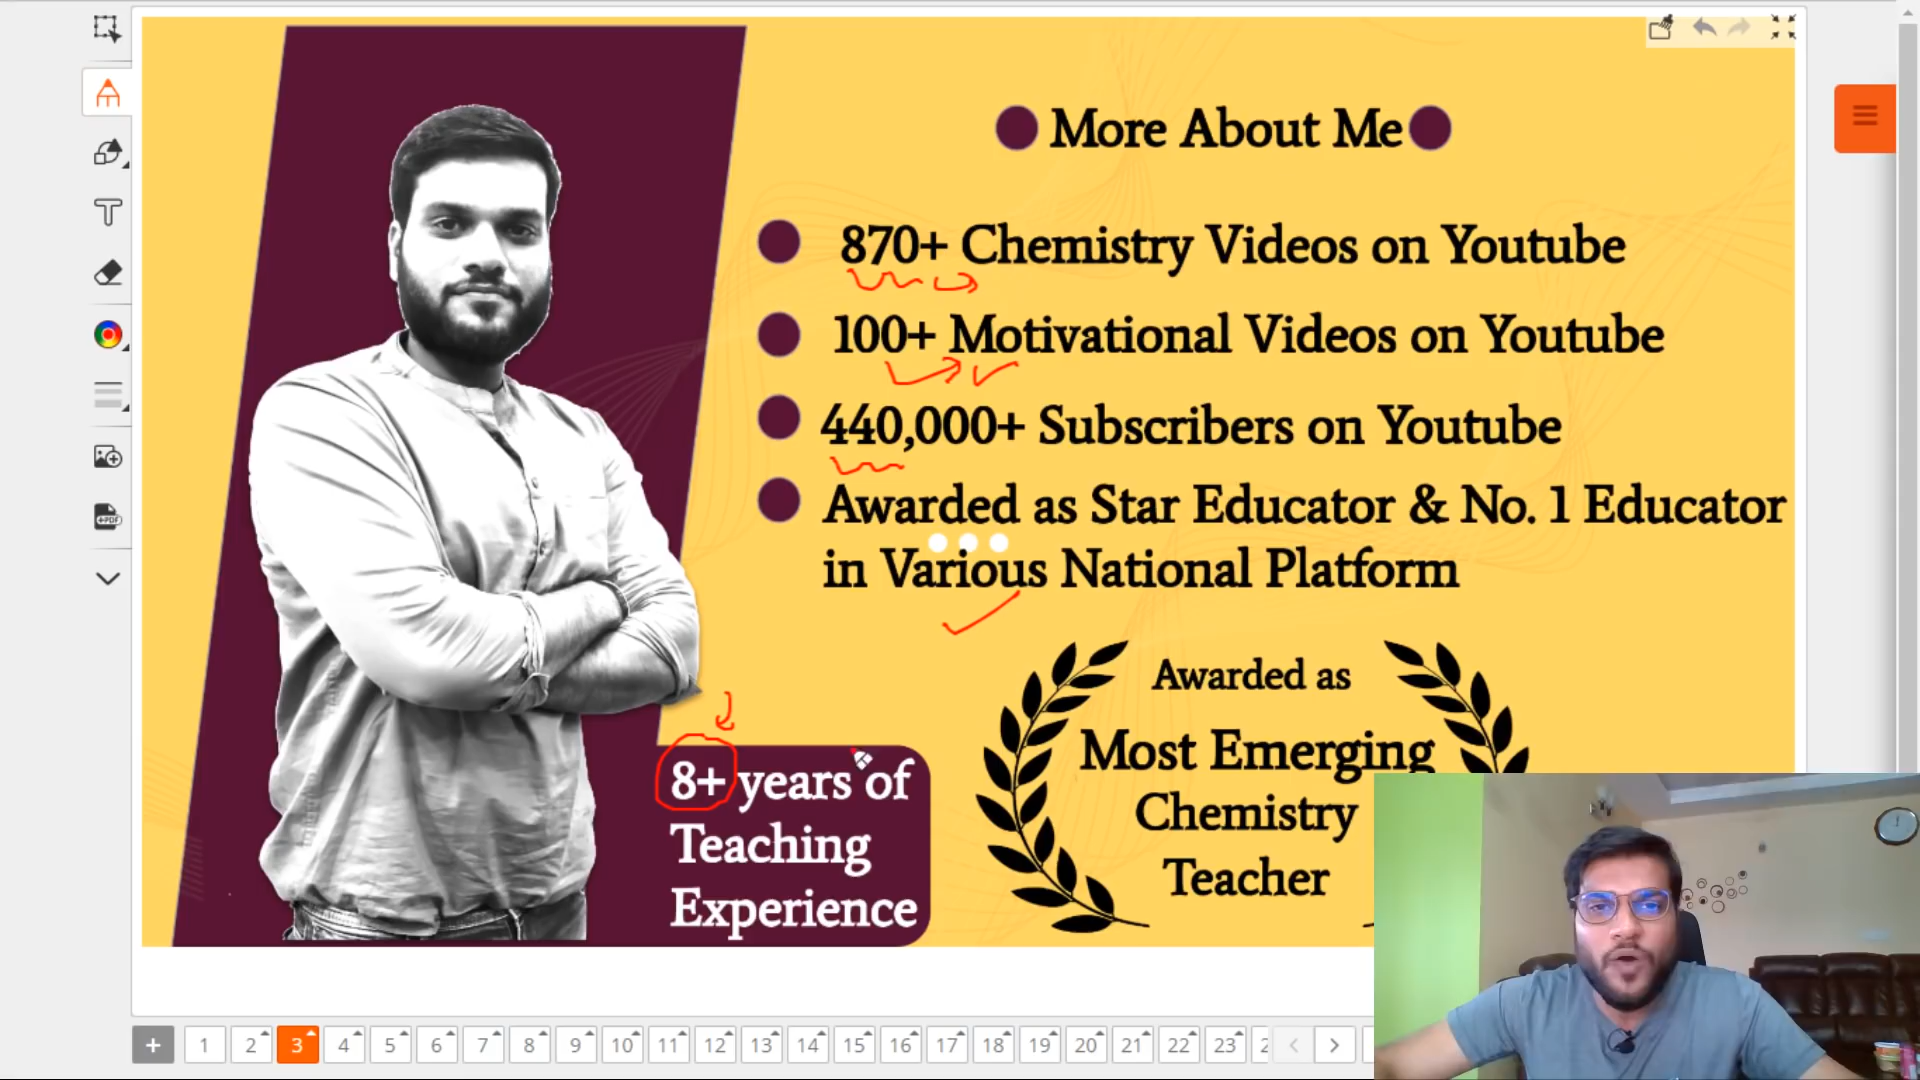 More About Me
870+ Chemistry Videos on Youtube
100+ Motivational Videos on Youtube
440,000+ Subscribers on Youtube
Awarded as Star Educator & No. 1 Educator
in Various National Platform
8+ years of
Teaching
Experience
Awarded as
Most Emerging
Chemistry
Teacher
+PDF
1 2 3 4 5 6 7 8 9 10 11 12 13 14 15 16 17 18 19 20 21 22 23